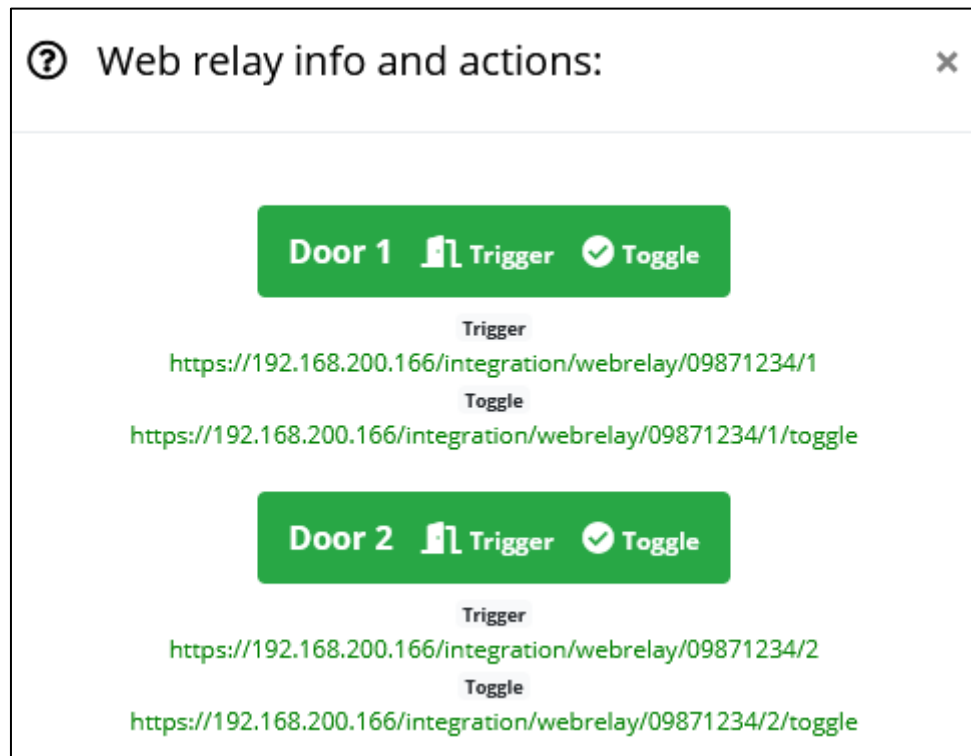 Web relay info and actions:
Door 1 Trigger Toggle
Trigger
https://192.168.200.166/integration/webrelay/09871234/1
Toggle
https://192.168.200.166/integration/webrelay/09871234/1/toggle
Door 2 Trigger Toggle
Trigger
https://192.168.200.166/integration/webrelay/09871234/2
Toggle
https://192.168.200.166/integration/webrelay/09871234/2/toggle